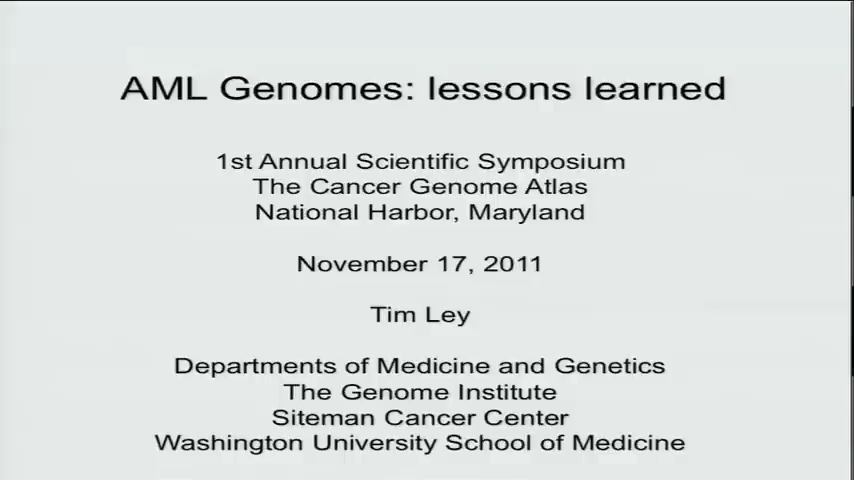 AML Genomes: lessons learned
1st Annual Scientific Symposium
The Cancer Genome Atlas
National Harbor, Maryland
November 17, 2011
Tim Ley
Departments of Medicine and Genetics
The Genome Institute
Siteman Cancer Center
Washington University School of Medicine